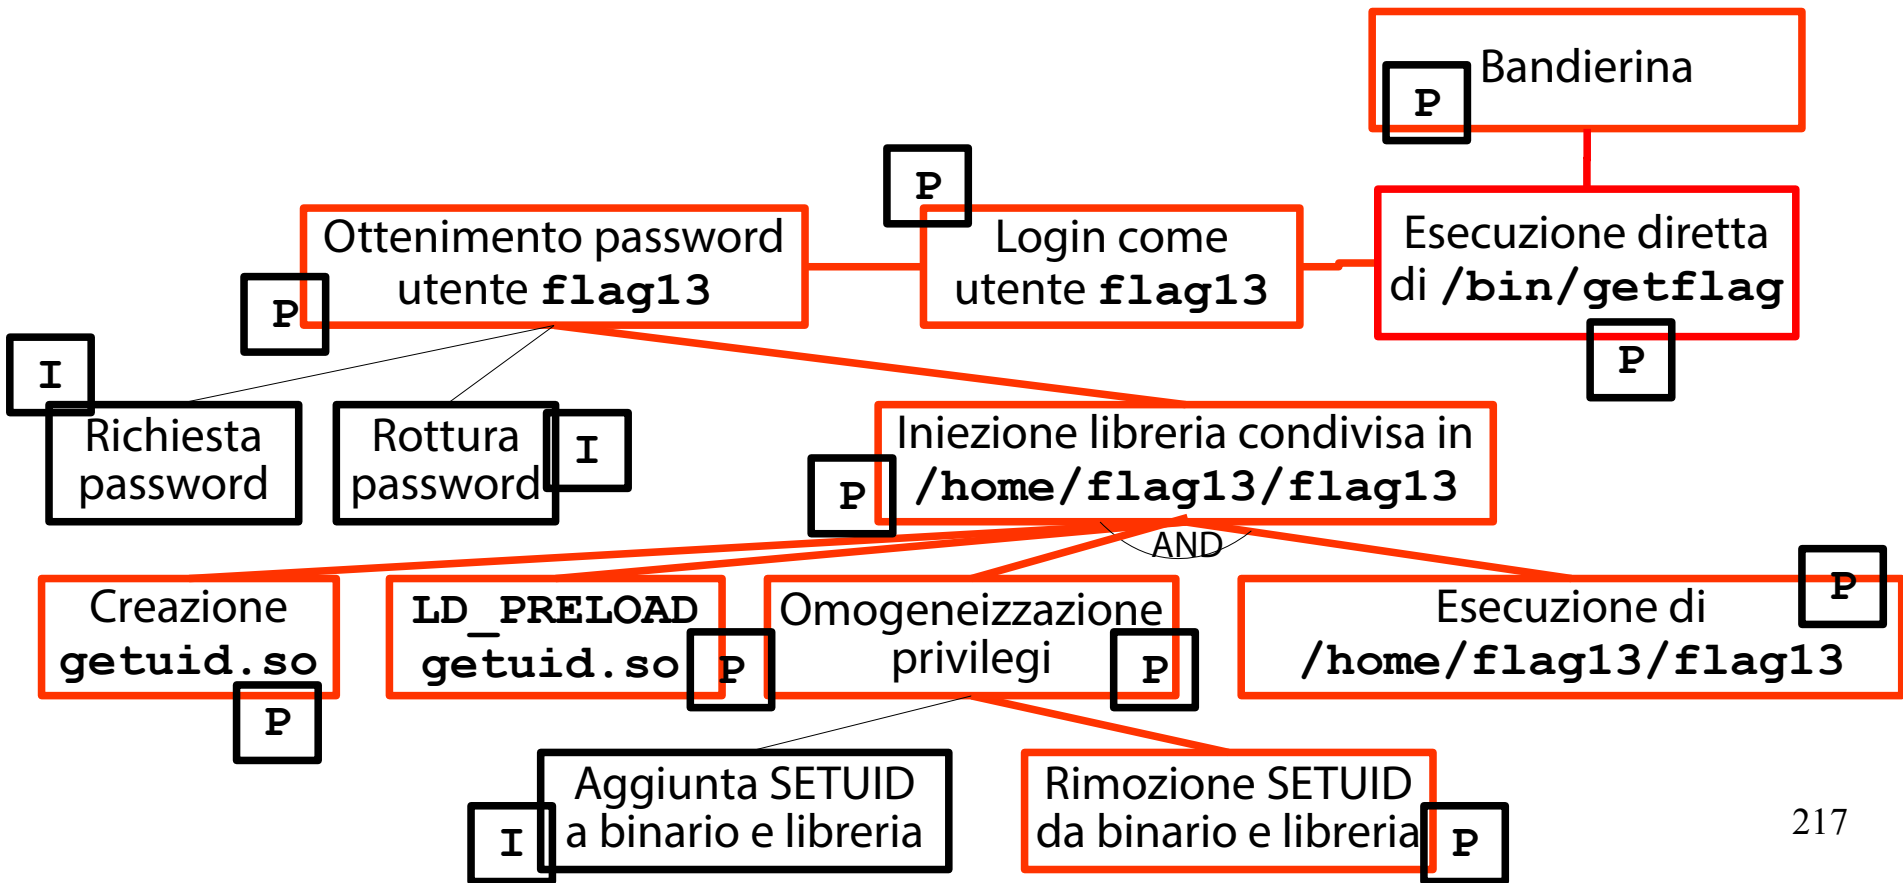 Bandierina
P
P
Ottenimento password
utente flag13
P
Login come
utente flag13
Esecuzione diretta
di /bin/getflag
P
I
Richiesta
password
Rottura
password
I
Iniezione libreria condivisa in
/home/flag13/flag13
P
AND
Creazione
getuid.so
P
LD_PRELOAD
getuid.so
P
Omogeneizzazione
privilegi
P
Esecuzione di
/home/flag13/flag13
P
Aggiunta SETUID
a binario e libreria
I
Rimozione SETUID
da binario e libreria
P
217